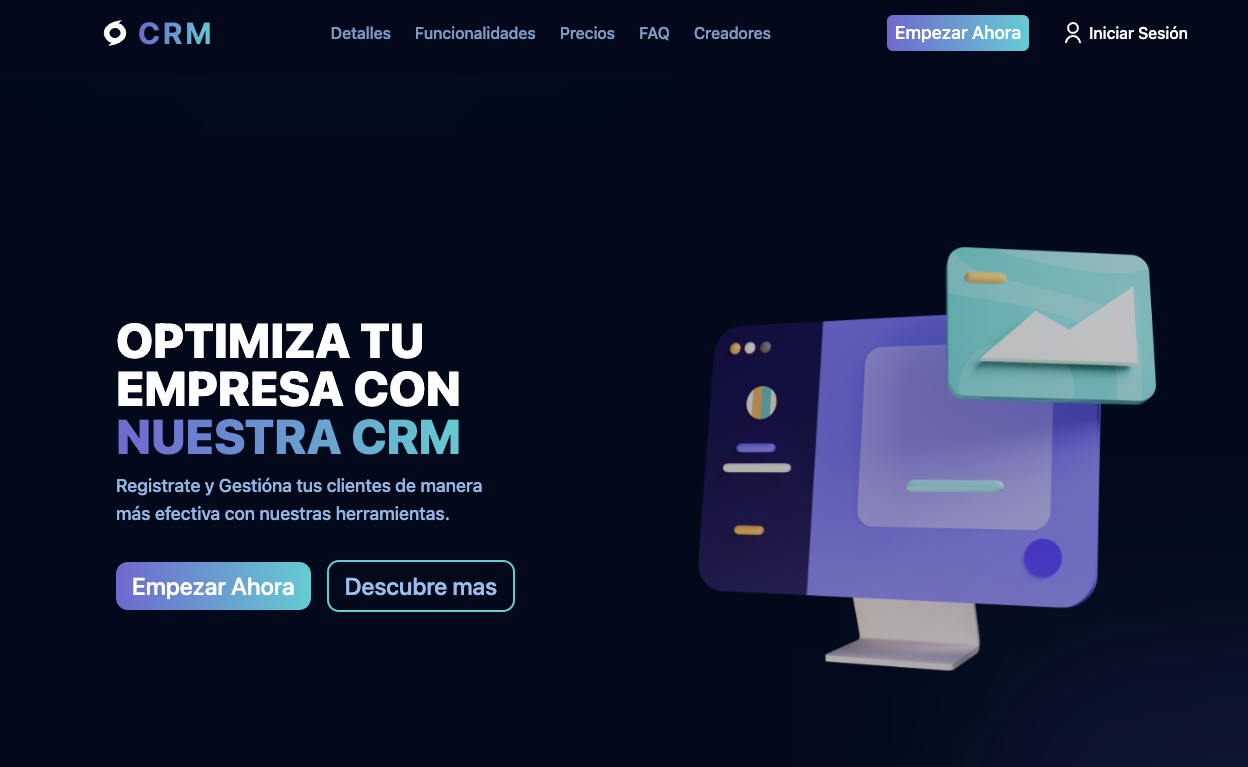 CRM
Detalles
Funcionalidades
Precios
FAQ
Creadores
Empezar Ahora
Iniciar Sesión
OPTIMIZA TU
EMPRESA CON
NUESTRA CRM
Registrate y Gestióna tus clientes de manera
más efectiva con nuestras herramientas.
Empezar Ahora
Descubre mas